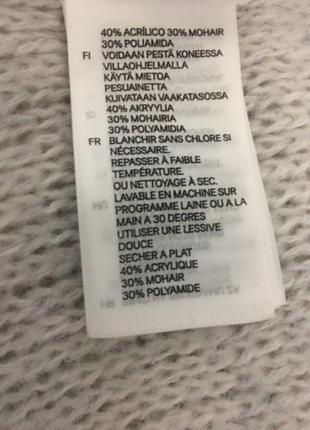 40% ACRÍLICO 30% MOHAIR
30% POLIAMIDA
FI VOIDAAN PESTÄ KONEESSA
VILLAOHJELMALLA
KÄYTÄ MIETOA
PESUAINETTA
KUIVATAAN VAAKATASOSSA
40% AKRYYLIA
30% MOHAIRIA
30% POLYAMIDIA
FR BLANCHIR SANS CHLORE SI
NÉCESSAIRE.
REPASSER À FAIBLE
TEMPÉRATURE.
OU NETTOYAGE À SEC.
LAVABLE EN MACHINE SUR
PROGRAMME LAINE OU A LA
MAIN A 30 DEGRES
UTILISER UNE LESSIVE
DOUCE
SECHER A PLAT
40% ACRYLIQUE
30% MOHAIR
30% POLYAMIDE